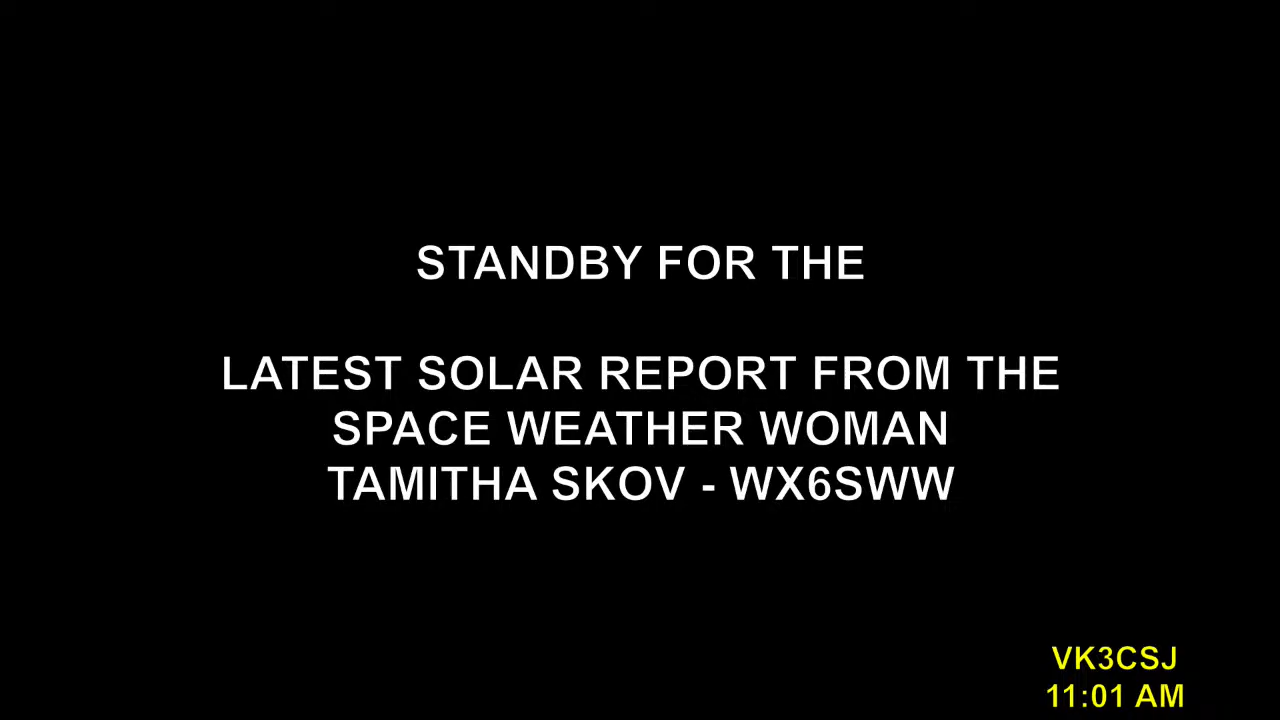 STANDBY FOR THE
LATEST SOLAR REPORT FROM THE
SPACE WEATHER WOMAN
TAMITHA SKOV - WX6SWW
VK3CSJ
11:01 AM